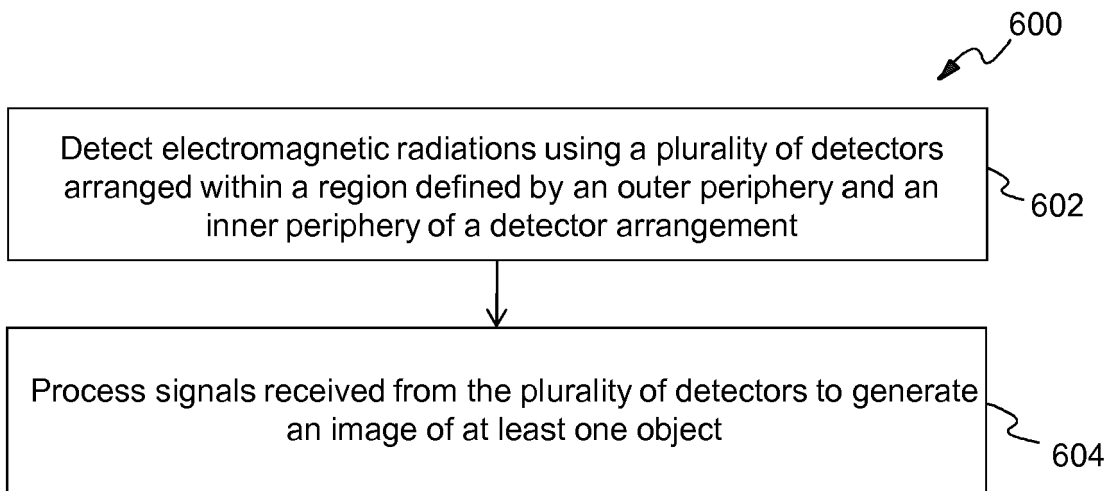 600
Detect electromagnetic radiations using a plurality of detectors
arranged within a region defined by an outer periphery and an
inner periphery of a detector arrangement
602
Process signals received from the plurality of detectors to generate
an image of at least one object
604